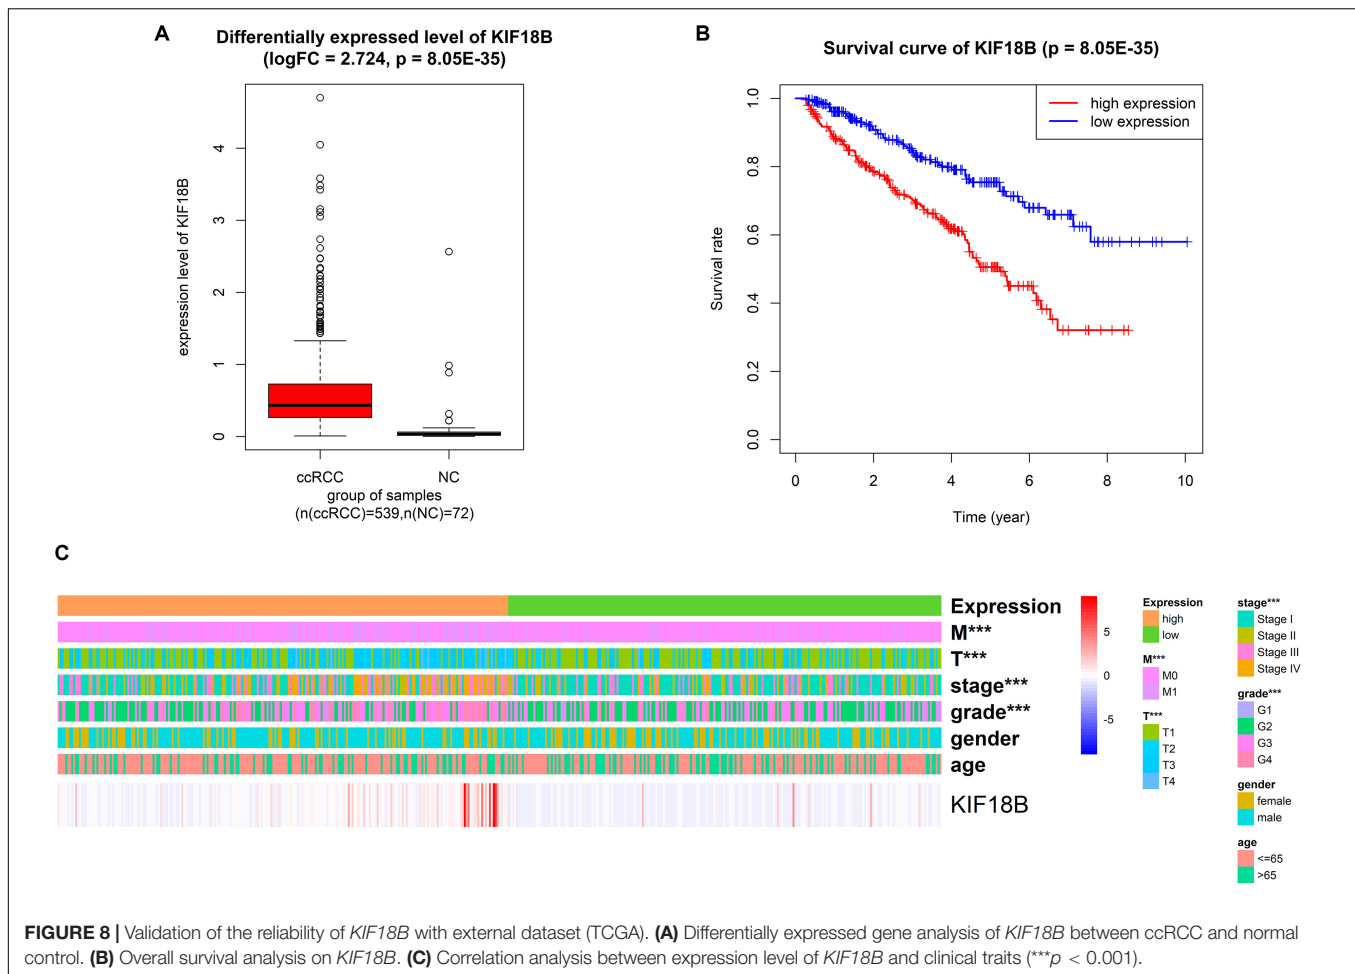 A
Differentially expressed level of KIF18B
(logFC = 2.724, p = 8.05E-35)
expression level of KIF18B
4
3
2
1
0
ccRCC
NC
group of samples
(n(ccRCC)=539,n(NC)=72)
B
Survival curve of KIF18B (p = 8.05E-35)
high expression
low expression
Survival rate
1.0
0.8
0.6
0.4
0.2
0.0
0 2 4 6 8 10
Time (year)
C
Expression
M***
T***
stage***
grade***
gender
age
KIF18B
5
0
-5
Expression
high
low
M***
M0
M1
T***
T1
T2
T3
T4
stage***
Stage I
Stage II
Stage III
Stage IV
grade***
G1
G2
G3
G4
gender
female
male
age
<=65
>65
FIGURE 8 | Validation of the reliability of KIF18B with external dataset (TCGA). (A) Differentially expressed gene analysis of KIF18B between ccRCC and normal
control. (B) Overall survival analysis on KIF18B. (C) Correlation analysis between expression level of KIF18B and clinical traits (***p < 0.001).